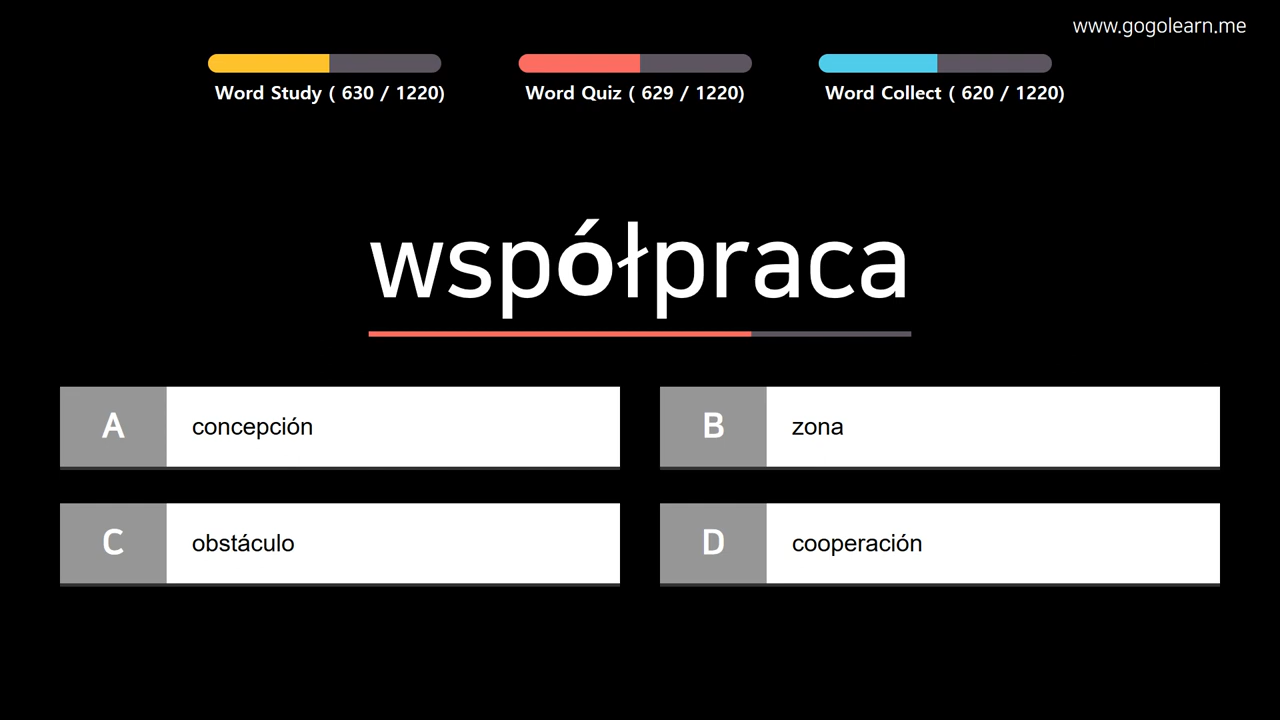 www.gogolearn.me
Word Study ( 630 / 1220)
Word Quiz ( 629 / 1220)
Word Collect ( 620 / 1220)
współpraca
A concepción
B zona
C obstáculo
D cooperación